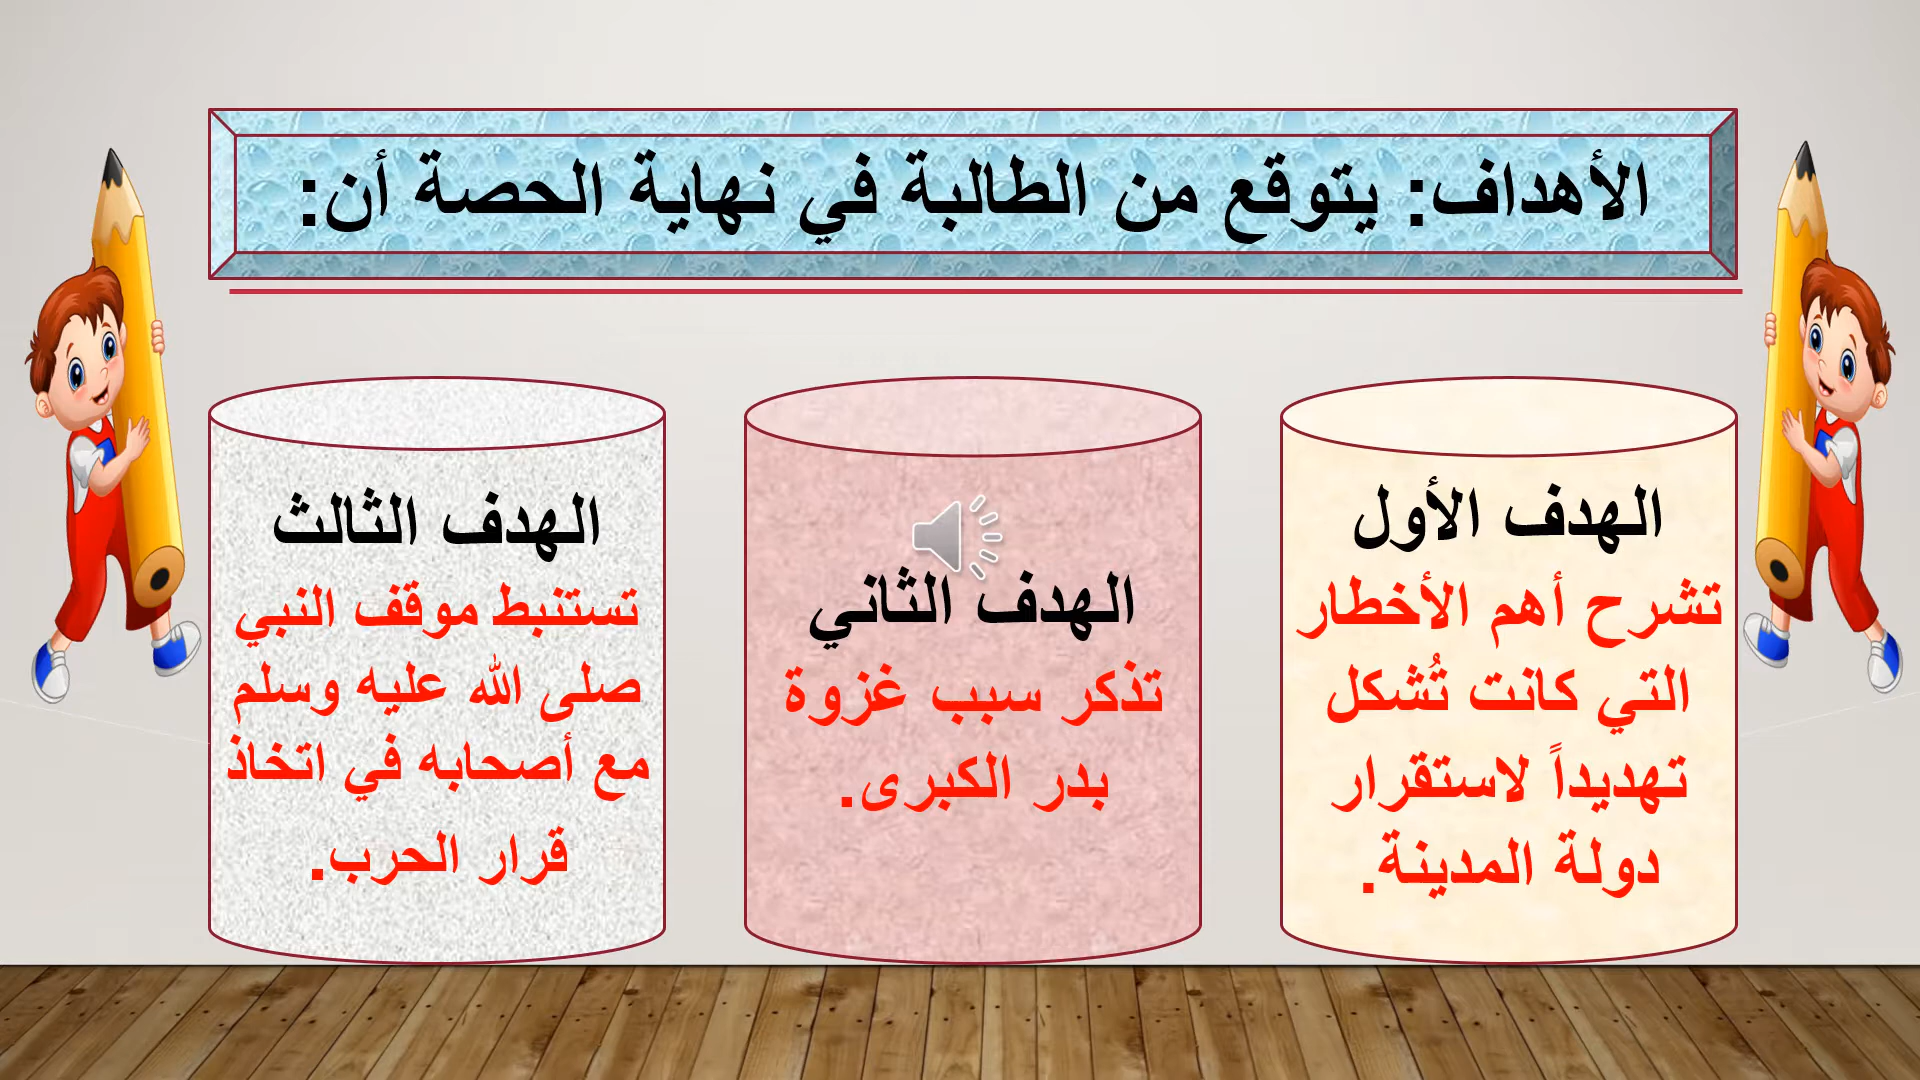 الأهداف: يتوقع من الطالبة في نهاية الحصة أن:
الهدف الأول
تشرح أهم الأخطار
التي كانت تُشكل
تهديداً لاستقرار
دولة المدينة.
الهدف الثاني
تذكر سبب غزوة
بدر الكبرى.
الهدف الثالث
تستنبط موقف النبي
صلى الله عليه وسلم
مع أصحابه في اتخاذ
قرار الحرب.